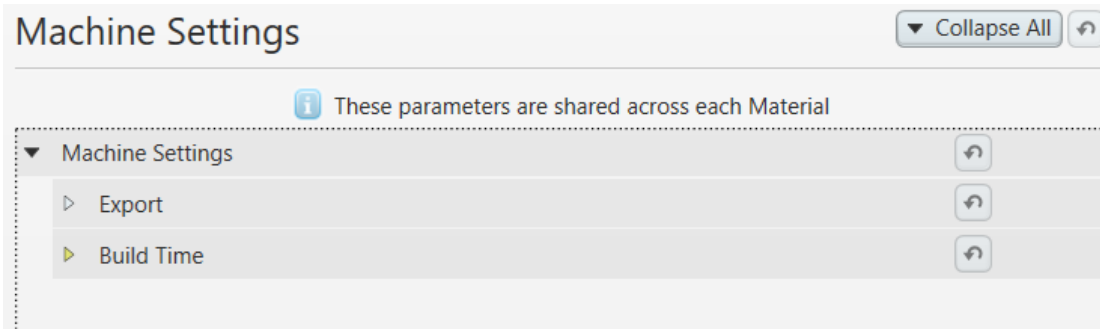 Machine Settings
Collapse All
These parameters are shared across each Material
Machine Settings
Export
Build Time